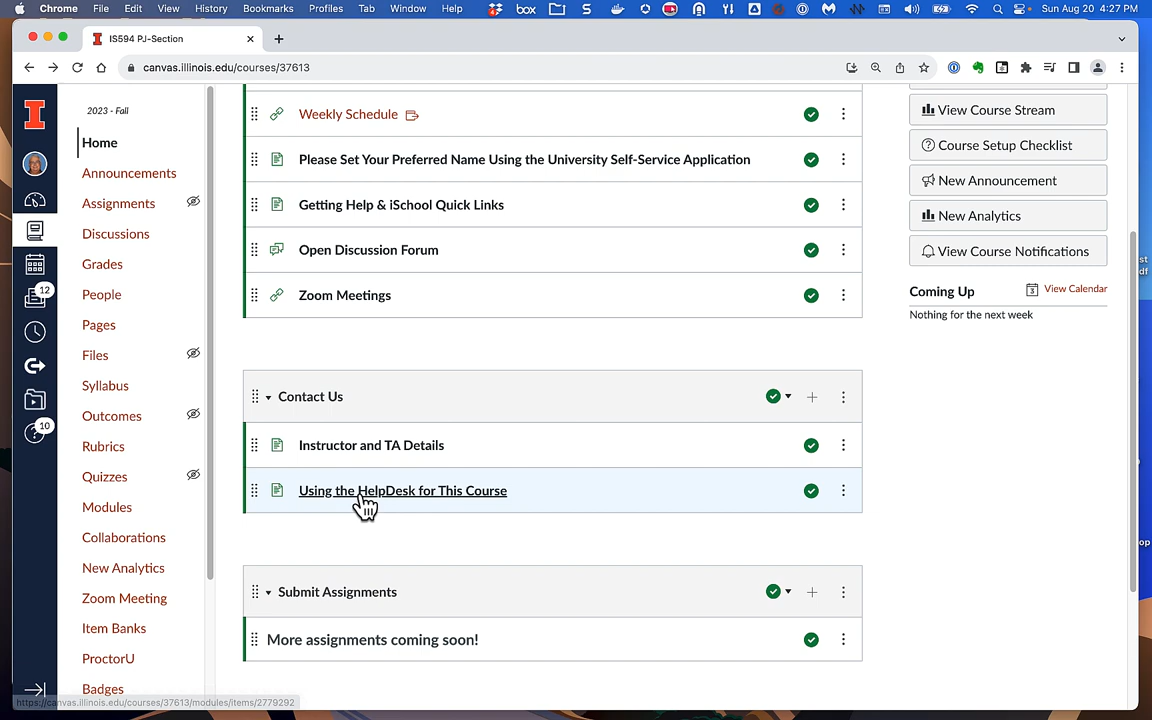 Chrome File Edit View History Bookmarks Profiles Tab Window Help box S Sun Aug 20 4:27 PM
IS594 PJ-Section
canvas.illinois.edu/courses/37613
2023 - Fall
Home
Announcements
Assignments
Discussions
Grades
People
Pages
Files
Syllabus
Outcomes
Rubrics
Quizzes
Modules
Collaborations
New Analytics
Zoom Meeting
Item Banks
ProctorU
Badges
12
10
Weekly Schedule
Please Set Your Preferred Name Using the University Self-Service Application
Getting Help & iSchool Quick Links
Open Discussion Forum
Zoom Meetings
Contact Us
Instructor and TA Details
Using the HelpDesk for This Course
Submit Assignments
More assignments coming soon!
View Course Stream
Course Setup Checklist
New Announcement
New Analytics
View Course Notifications
Coming Up
3 View Calendar
Nothing for the next week
st
df
op
https://canvas.illinois.edu/courses/37613/modules/items/2779292